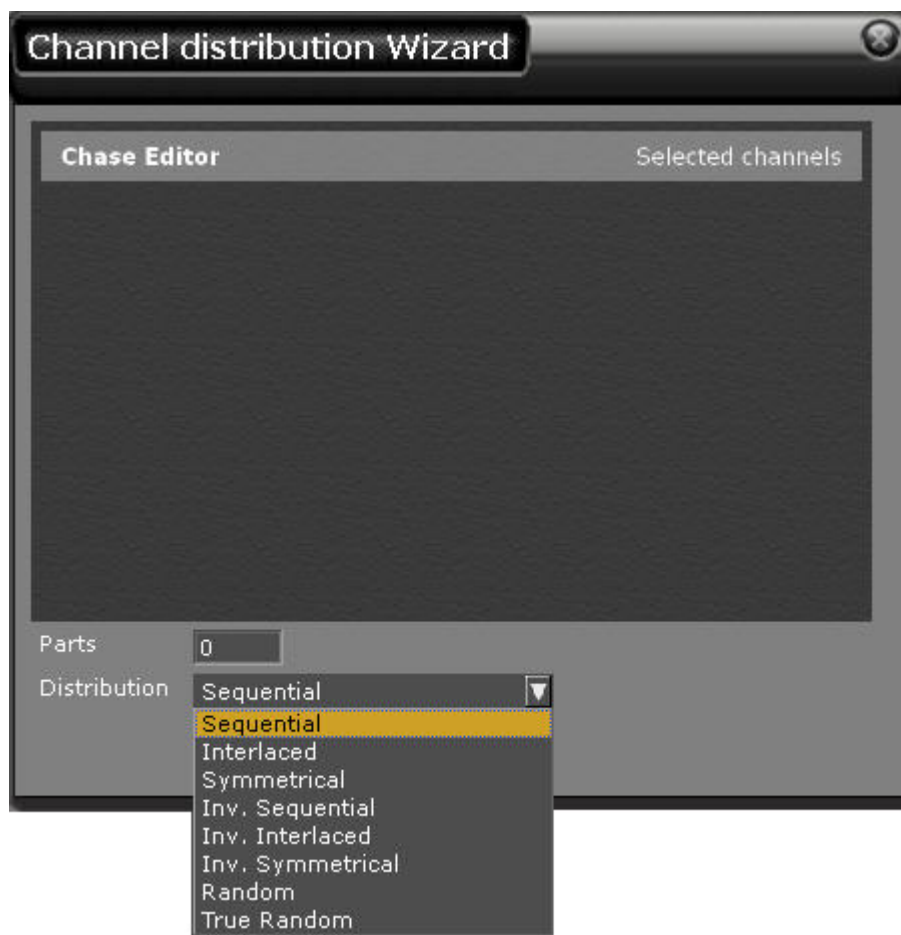 Channel distribution Wizard
Chase Editor Selected channels
Parts 0
Distribution Sequential
Sequential
Interlaced
Symmetrical
Inv. Sequential
Inv. Interlaced
Inv. Symmetrical
Random
True Random